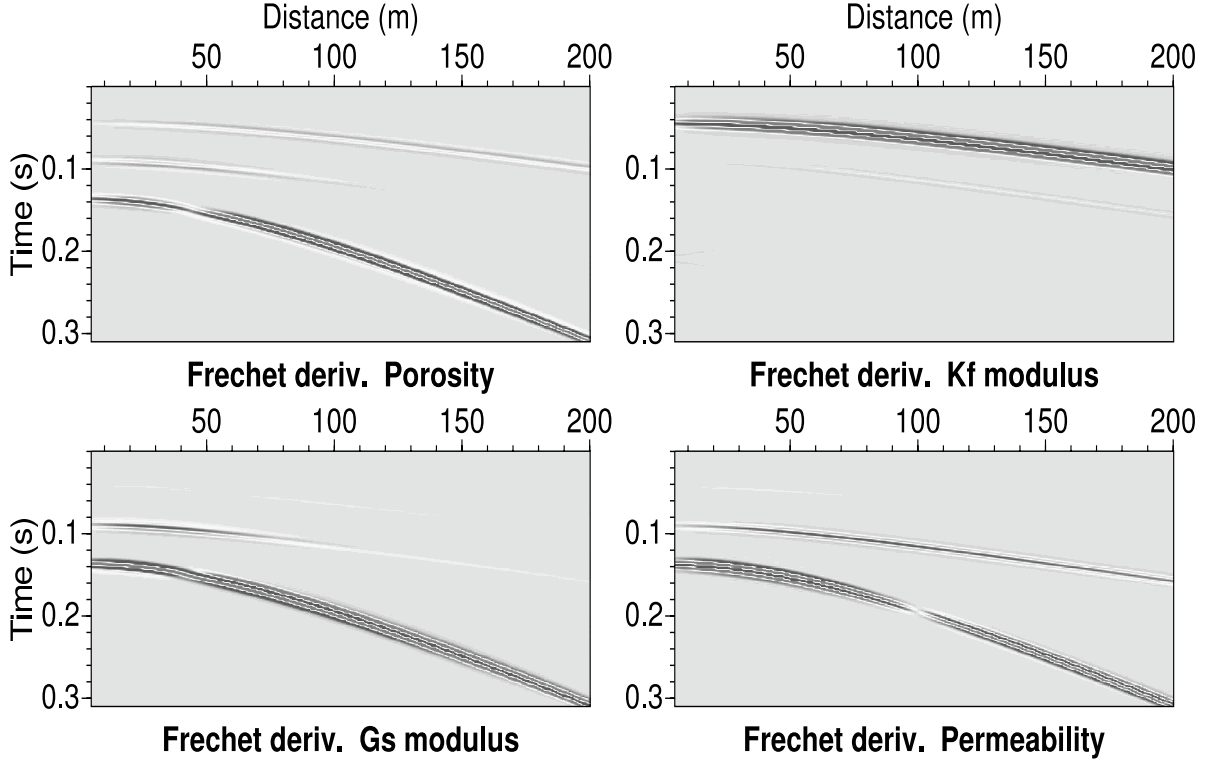 Distance (m) Distance (m)
50 100 150 200 50 100 150 200
Time (s)
0.1 0.1
0.2 0.2
0.3 0.3
Frechet deriv. Porosity Frechet deriv. Kf modulus
50 100 150 200 50 100 150 200
Time (s)
0.1 0.1
0.2 0.2
0.3 0.3
Frechet deriv. Gs modulus Frechet deriv. Permeability